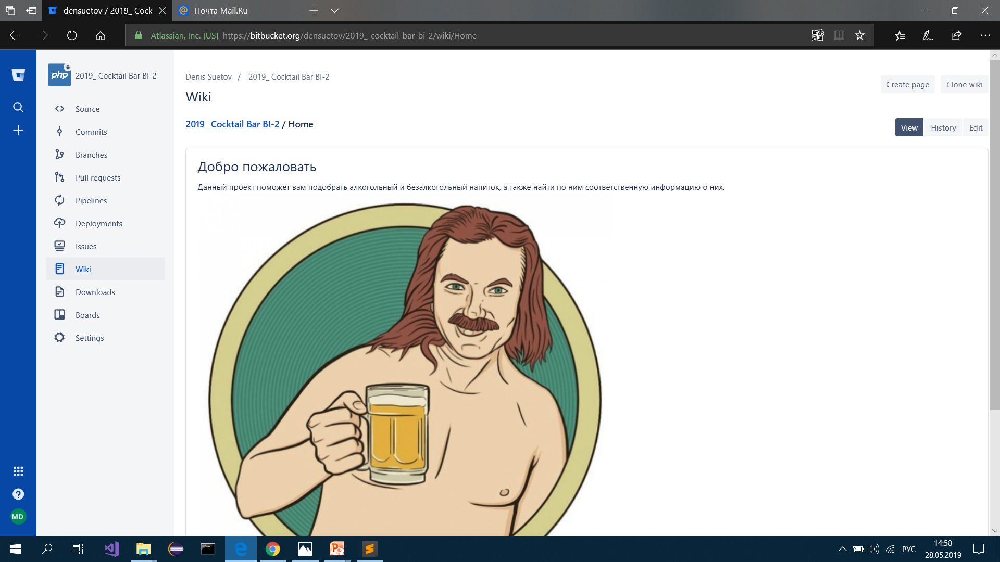 densuetov / 2019_ Cock
Почта Mail.Ru
Atlassian, Inc. [US] https://bitbucket.org/densuetov/2019_-cocktail-bar-bi-2/wiki/Home
php
2019_ Cocktail Bar BI-2
Source
Commits
Branches
Pull requests
Pipelines
Deployments
Issues
Wiki
Downloads
Boards
Settings
MD
Denis Suetov / 2019_ Cocktail Bar BI-2
Create page
Clone wiki
Wiki
2019_ Cocktail Bar BI-2 / Home
View
History
Edit
Добро пожаловать
Данный проект поможет вам подобрать алкогольный и безалкогольный напиток, а также найти по ним соответственную информацию о них.
РУС
14:58
28.05.2019